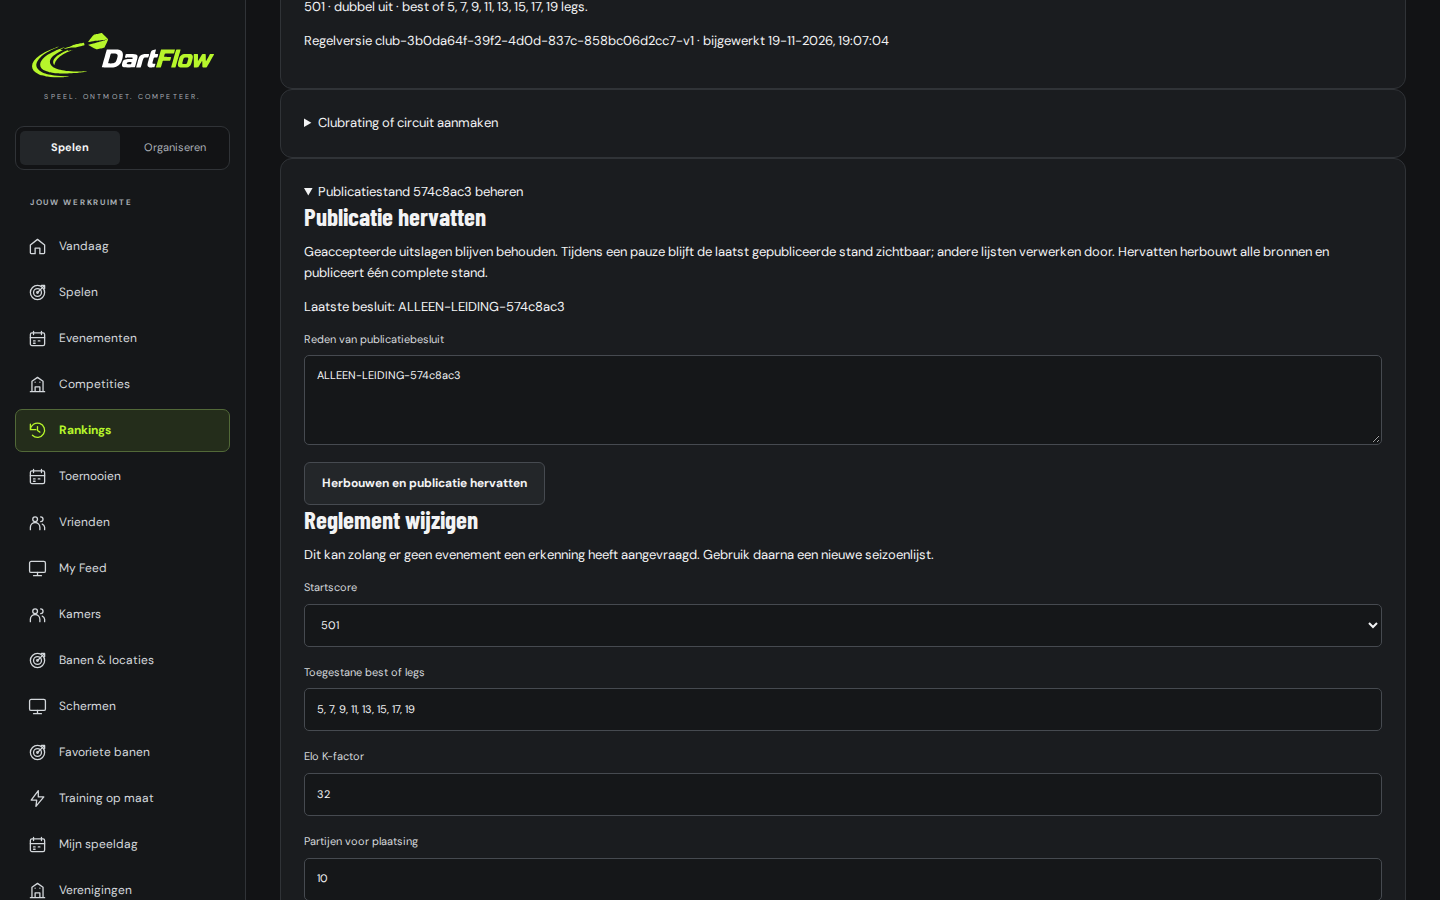 DartFlow
SPEEL. ONTMOET. COMPETEER.
Spelen
Organiseren
JOUW WERKRUIMTE
Vandaag
Spelen
Evenementen
Competities
Rankings
Toernooien
Vrienden
My Feed
Kamers
Banen & locaties
Schermen
Favoriete banen
Training op maat
Mijn speeldag
Verenigingen
501 · dubbel uit · best of 5, 7, 9, 11, 13, 15, 17, 19 legs.
Regelversie club-3b0da64f-39f2-4d0d-837c-858bc06d2cc7-v1 · bijgewerkt 19-11-2026, 19:07:04
Clubrating of circuit aanmaken
Publicatiestand 574c8ac3 beheren
Publicatie hervatten
Geaccepteerde uitslagen blijven behouden. Tijdens een pauze blijft de laatst gepubliceerde stand zichtbaar; andere lijsten verwerken door. Hervatten herbouwt alle bronnen en
publiceert één complete stand.
Laatste besluit: ALLEEN-LEIDING-574c8ac3
Reden van publicatiebesluit
ALLEEN-LEIDING-574c8ac3
Herbouwen en publicatie hervatten
Reglement wijzigen
Dit kan zolang er geen evenement een erkenning heeft aangevraagd. Gebruik daarna een nieuwe seizoenlijst.
Startscore
501
Toegestane best of legs
5, 7, 9, 11, 13, 15, 17, 19
Elo K-factor
32
Partijen voor plaatsing
10